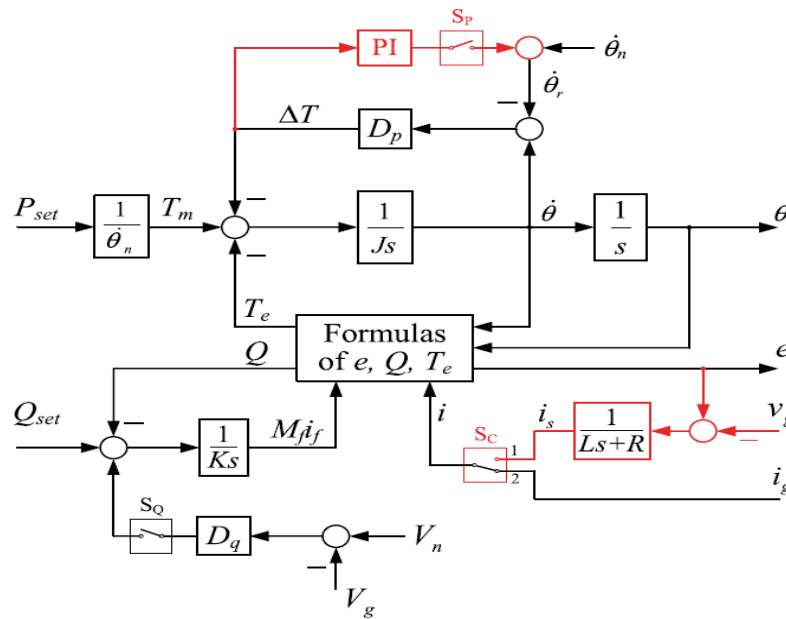 PI
S_P
θ̇_n
θ̇_r
−
ΔT
D_p
−
P_set
1
θ̇_n
T_m
−
1
Js
θ̇
1
s
θ
T_e
Formulas
of e, Q, T_e
Q
e
−
Q_set
1
Ks
M_f i_f
i
S_C
1
2
i_s
1
Ls+R
−
v_g
i_g
S_Q
D_q
V_n
−
V_g